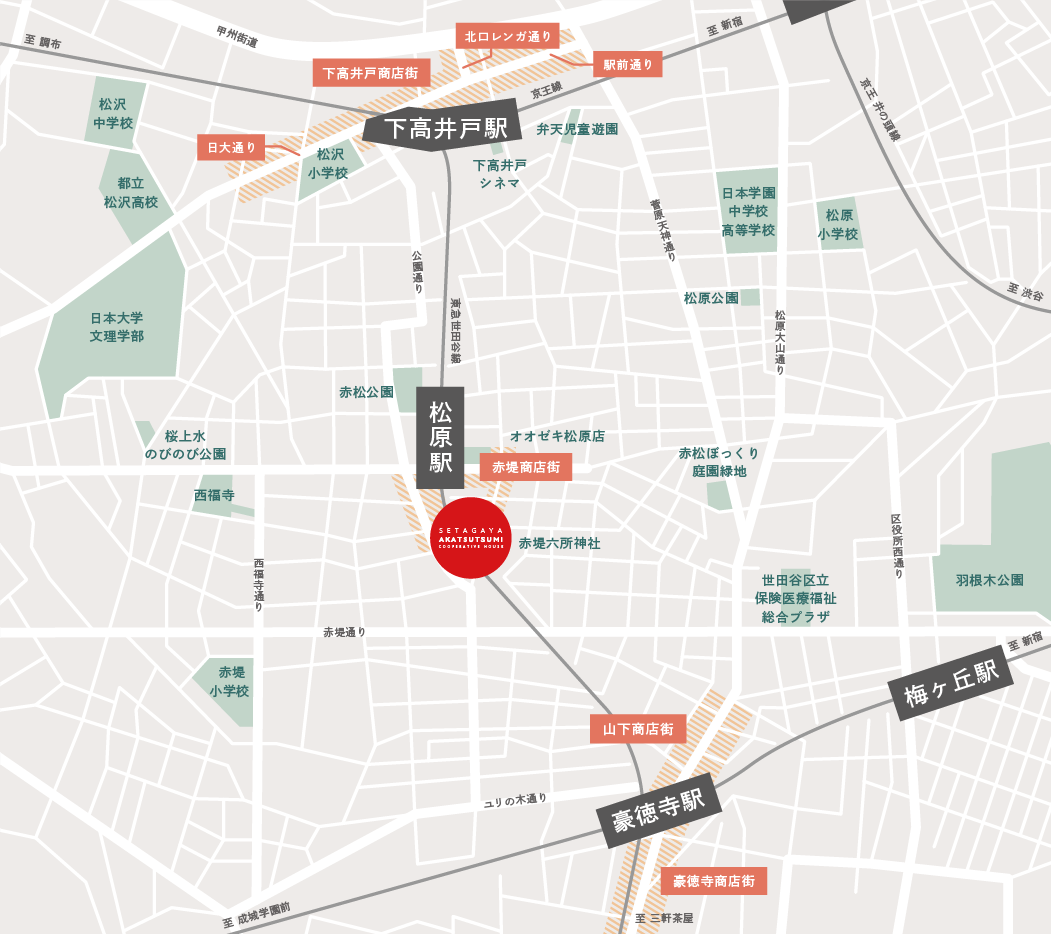 至 調布
甲州街道
北口レンガ通り
至 新宿
下高井戸商店街
駅前通り
京王線
京王 井の頭線
松沢
中学校
下高井戸駅
弁天児童遊園
日大通り
松沢
小学校
下高井戸
シネマ
都立
松沢高校
日本学園
中学校
高等学校
菅原天神通り
松原
小学校
公園通り
至 渋谷
松原公園
東急世田谷線
日本大学
文理学部
松原大山通り
赤松公園
松原駅
桜上水
のびのび公園
オオゼキ松原店
赤堤商店街
赤松ぼっくり
庭園緑地
西福寺
SETAGAYA
AKATSUTSUMI
COOPERATIVE HOUSE
赤堤六所神社
区役所西通り
西福寺通り
世田谷区立
保険医療福祉
総合プラザ
羽根木公園
赤堤通り
至 新宿
赤堤
小学校
梅ヶ丘駅
山下商店街
ユリの木通り
豪徳寺駅
豪徳寺商店街
至 成城学園前
至 三軒茶屋